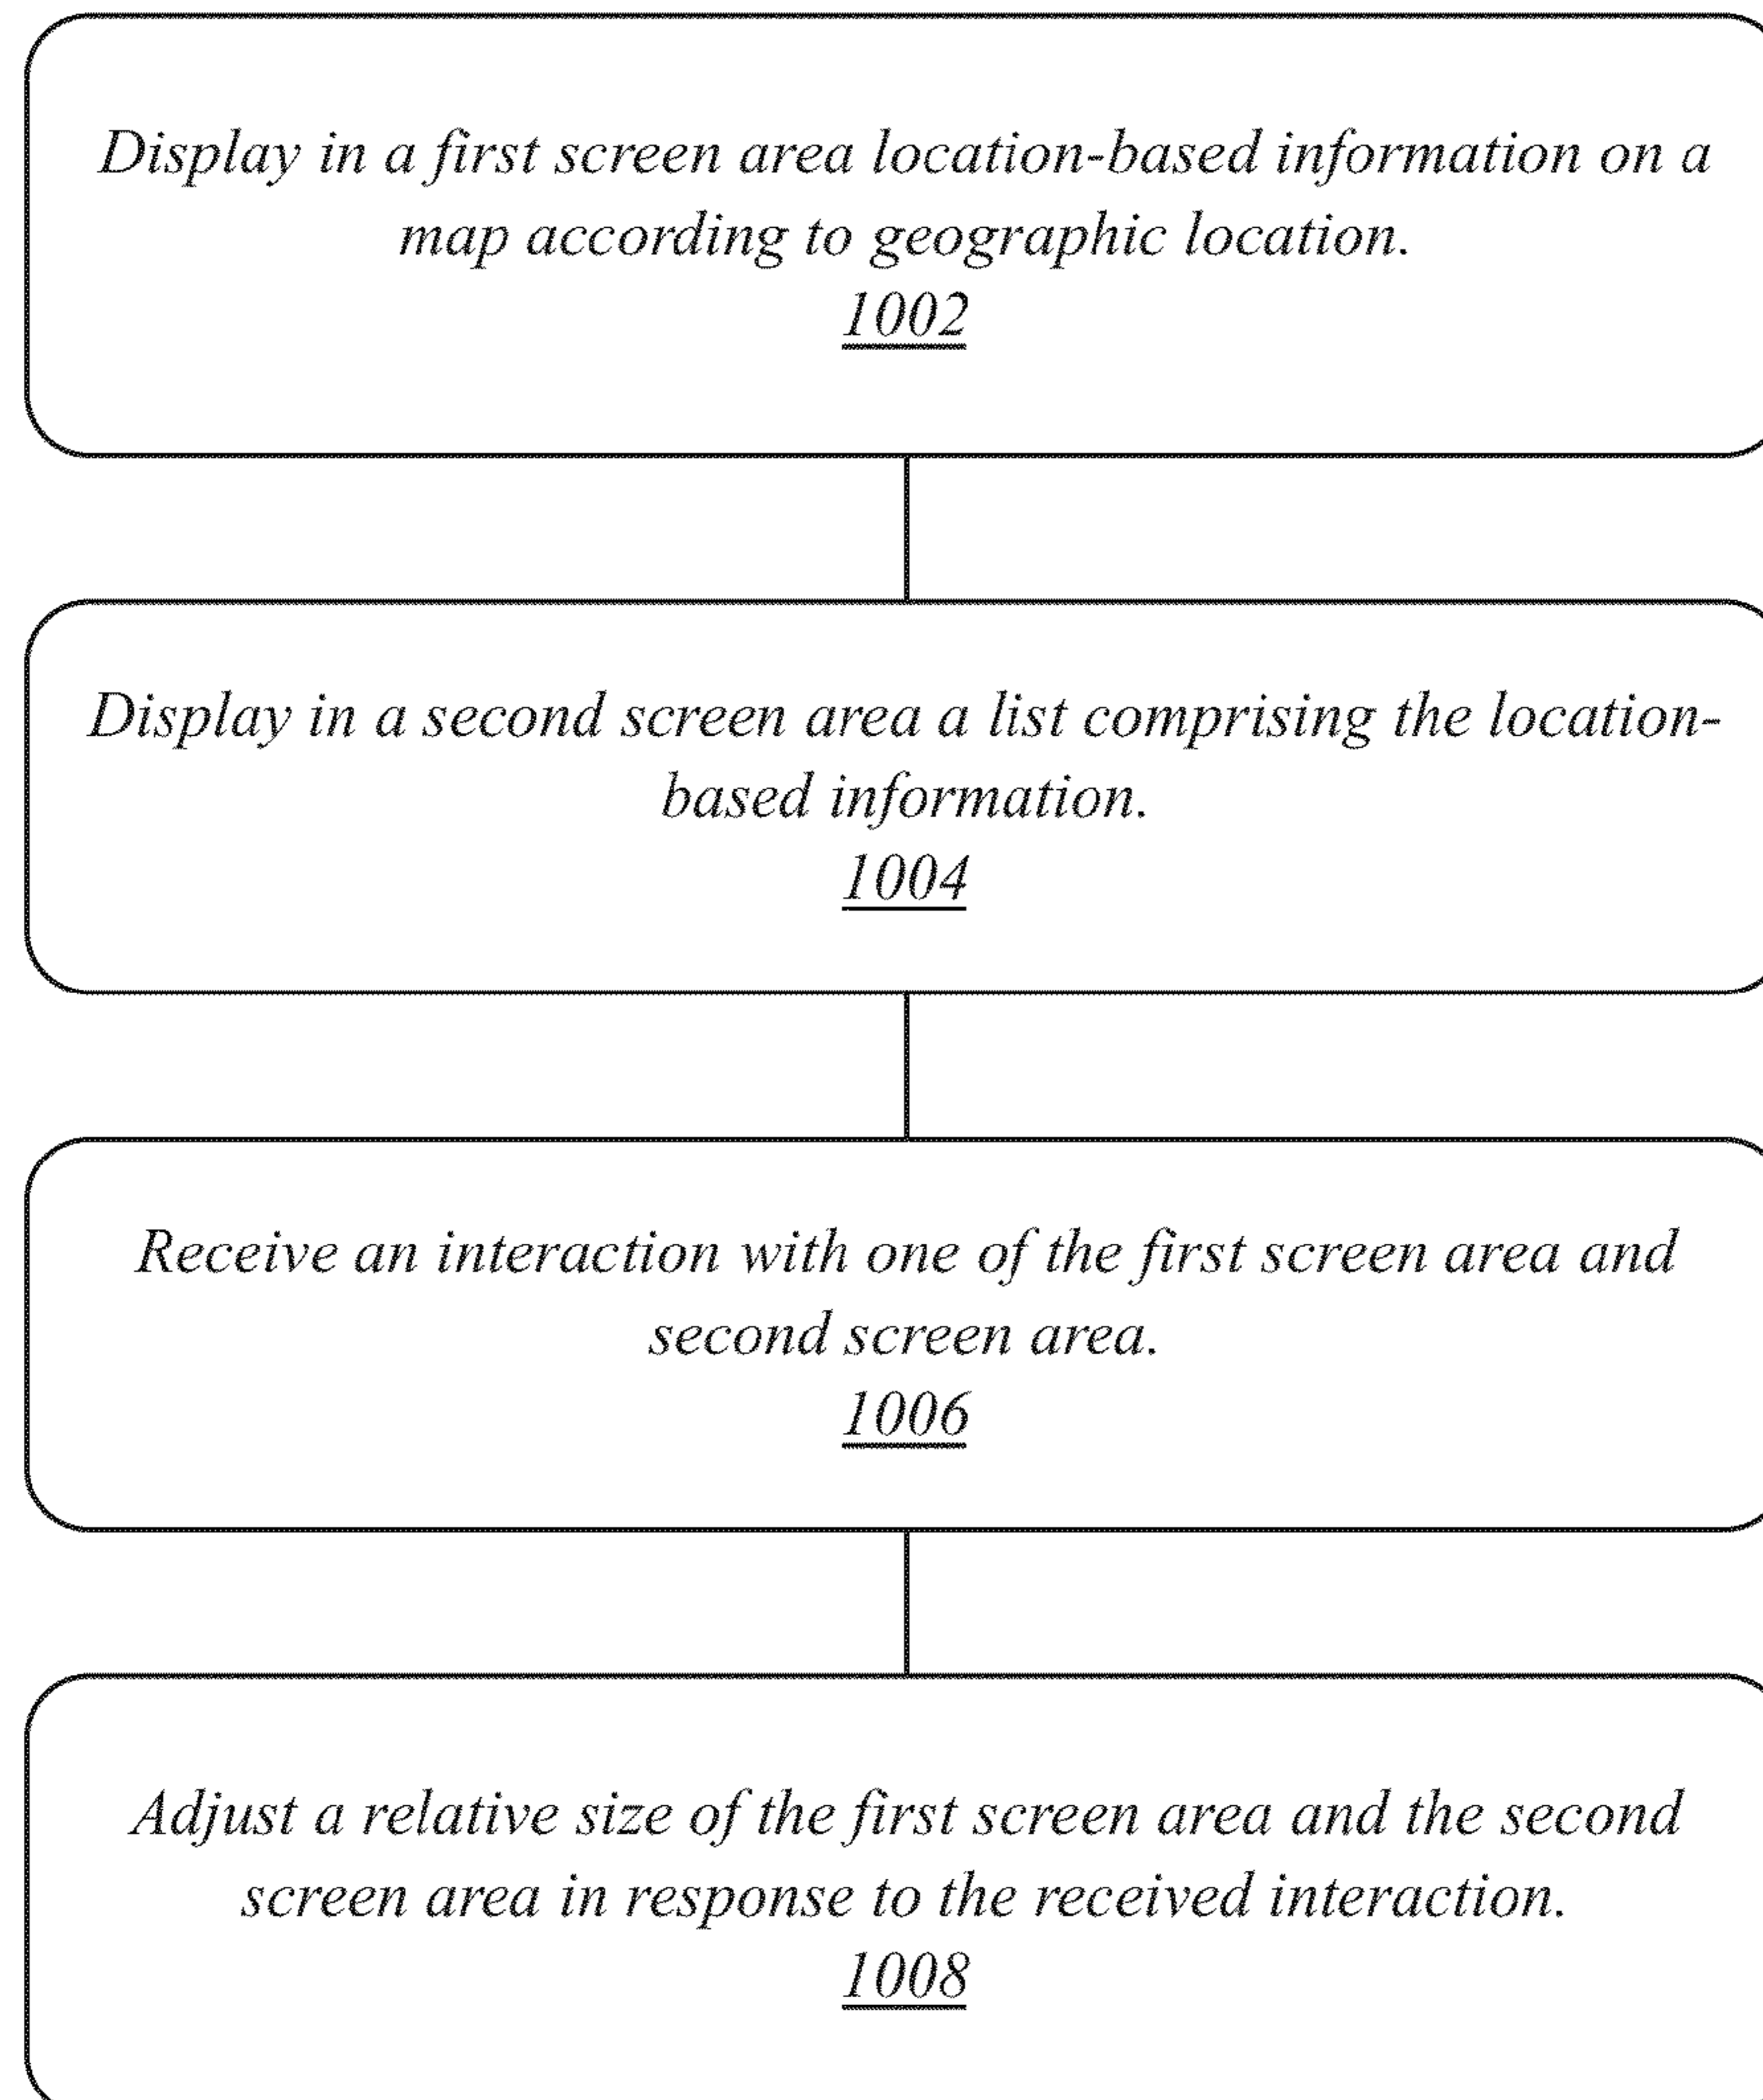 Display in a first screen area location-based information on a
map according to geographic location.
1002
Display in a second screen area a list comprising the location-
based information.
1004
Receive an interaction with one of the first screen area and
second screen area.
1006
Adjust a relative size of the first screen area and the second
screen area in response to the received interaction.
1008